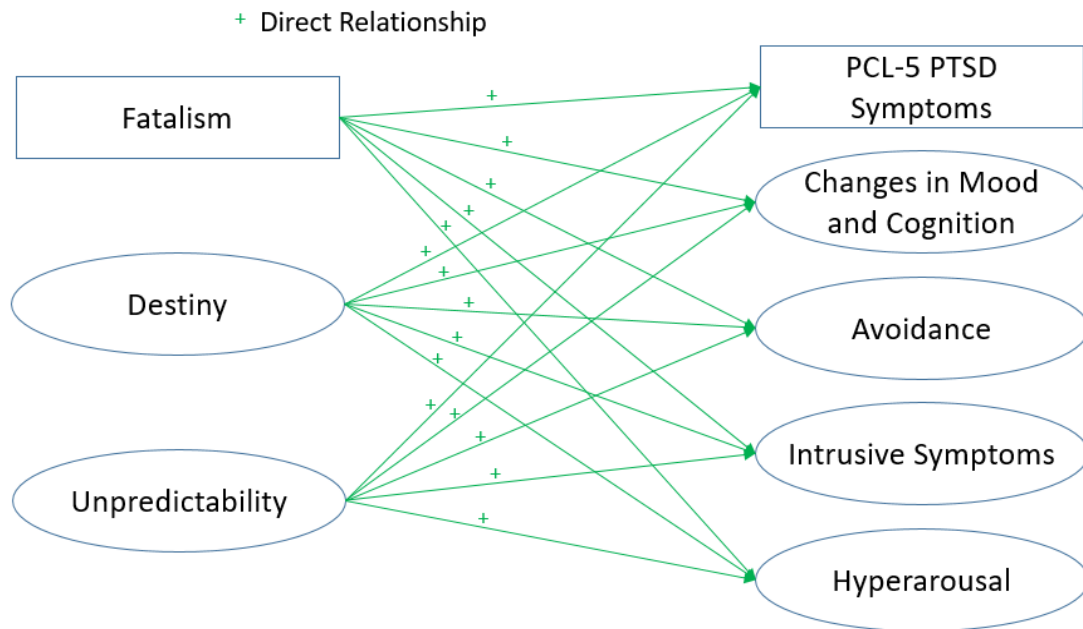 + Direct Relationship
Fatalism
PCL-5 PTSD
Symptoms
+
+
Changes in Mood
and Cognition
+
+
+
+
+
Destiny
+
Avoidance
+
+
+
+
+
Unpredictability
Intrusive Symptoms
+
+
Hyperarousal